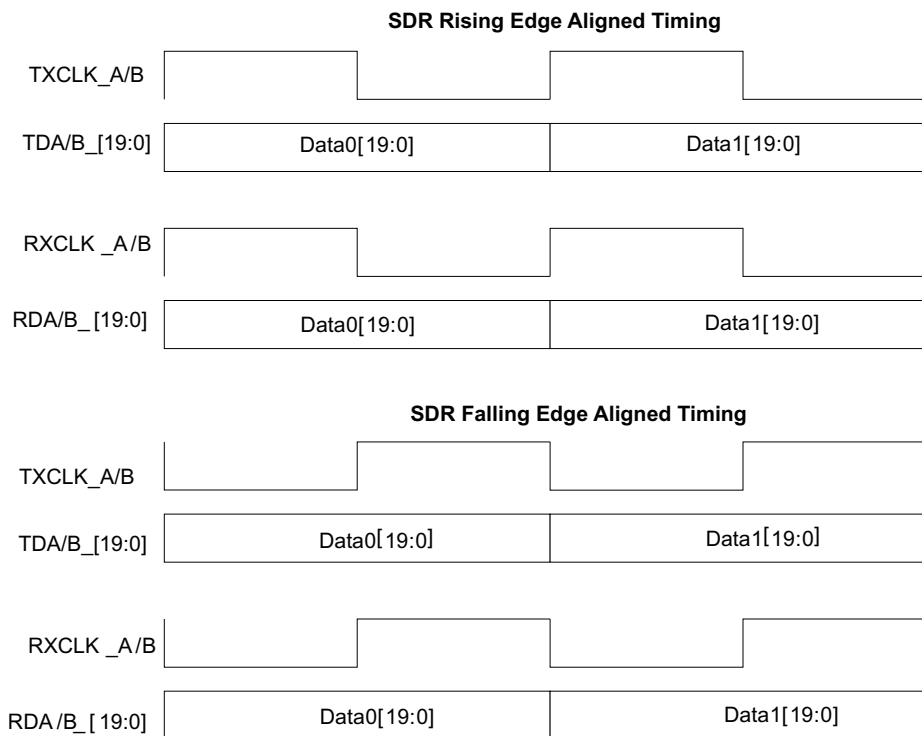 SDR Rising Edge Aligned Timing
TXCLK_A/B
TDA/B_[19:0] Data0[19:0] Data1[19:0]
RXCLK _A/B
RDA/B_ [19:0] Data0[19:0] Data1[19:0]
SDR Falling Edge Aligned Timing
TXCLK_A/B
TDA/B_[19:0] Data0[19:0] Data1[19:0]
RXCLK _A/B
RDA/B_ [19:0] Data0[19:0] Data1[19:0]